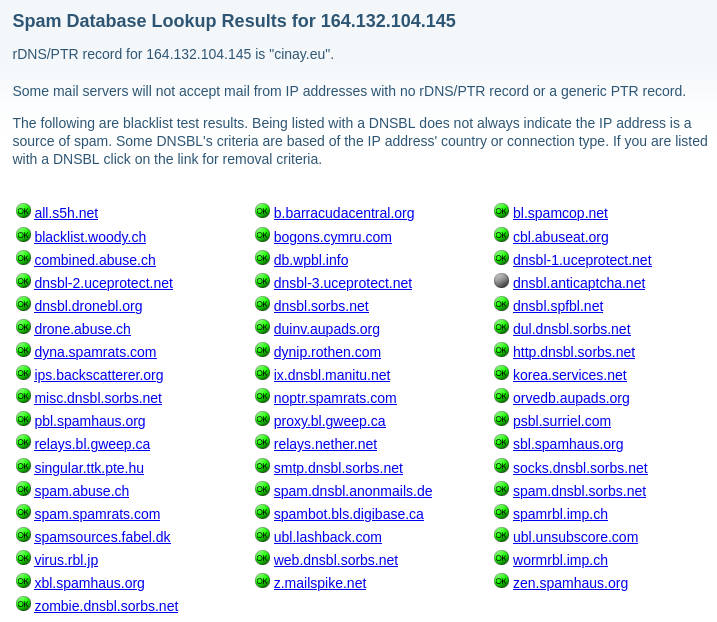 Spam Database Lookup Results for 164.132.104.145
rDNS/PTR record for 164.132.104.145 is "cinay.eu".
Some mail servers will not accept mail from IP addresses with no rDNS/PTR record or a generic PTR record.
The following are blacklist test results. Being listed with a DNSBL does not always indicate the IP address is a
source of spam. Some DNSBL's criteria are based of the IP address' country or connection type. If you are listed
with a DNSBL click on the link for removal criteria.
OK all.s5h.net OK b.barracudacentral.org OK bl.spamcop.net
OK blacklist.woody.ch OK bogons.cymru.com OK cbl.abuseat.org
OK combined.abuse.ch OK db.wpbl.info OK dnsbl-1.uceprotect.net
OK dnsbl-2.uceprotect.net OK dnsbl-3.uceprotect.net dnsbl.anticaptcha.net
OK dnsbl.dronebl.org OK dnsbl.sorbs.net OK dnsbl.spfbl.net
OK drone.abuse.ch OK duinv.aupads.org OK dul.dnsbl.sorbs.net
OK dyna.spamrats.com OK dynip.rothen.com OK http.dnsbl.sorbs.net
OK ips.backscatterer.org OK ix.dnsbl.manitu.net OK korea.services.net
OK misc.dnsbl.sorbs.net OK noptr.spamrats.com OK orvedb.aupads.org
OK pbl.spamhaus.org OK proxy.bl.gweep.ca OK psbl.surriel.com
OK relays.bl.gweep.ca OK relays.nether.net OK sbl.spamhaus.org
OK singular.ttk.pte.hu OK smtp.dnsbl.sorbs.net OK socks.dnsbl.sorbs.net
OK spam.abuse.ch OK spam.dnsbl.anonmails.de OK spam.dnsbl.sorbs.net
OK spam.spamrats.com OK spambot.bls.digibase.ca OK spamrbl.imp.ch
OK spamsources.fabel.dk OK ubl.lashback.com OK ubl.unsubscore.com
OK virus.rbl.jp OK web.dnsbl.sorbs.net OK wormrbl.imp.ch
OK xbl.spamhaus.org OK z.mailspike.net OK zen.spamhaus.org
OK zombie.dnsbl.sorbs.net